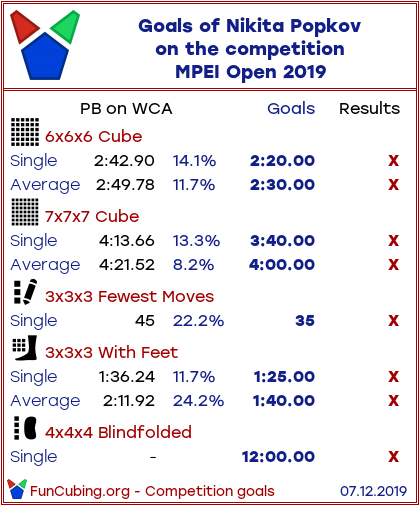 Goals of Nikita Popkov
on the competition
MPEI Open 2019
PB on WCA Goals Results
6x6x6 Cube
Single 2:42.90 14.1% 2:20.00 X
Average 2:49.78 11.7% 2:30.00 X
7x7x7 Cube
Single 4:13.66 13.3% 3:40.00 X
Average 4:21.52 8.2% 4:00.00 X
3x3x3 Fewest Moves
Single 45 22.2% 35 X
3x3x3 With Feet
Single 1:36.24 11.7% 1:25.00 X
Average 2:11.92 24.2% 1:40.00 X
4x4x4 Blindfolded
Single - 12:00.00 X
FunCubing.org - Competition goals 07.12.2019